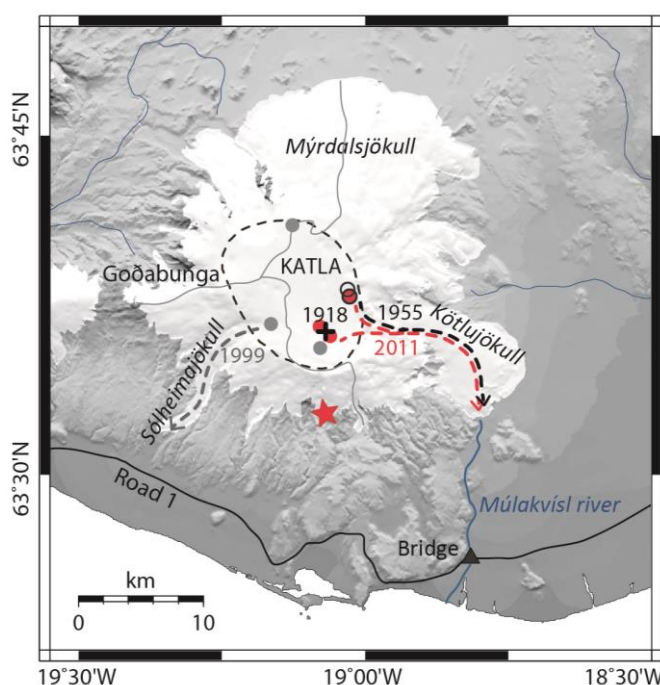 63°45'N
63°30'N
Mýrdalsjökull
Goðabunga
KATLA
1918
1955
Kötlujökull
1999
2011
Sólheimajökull
Road 1
Múlakvísl river
Bridge
km
0 10
19°30'W 19°00'W 18°30'W